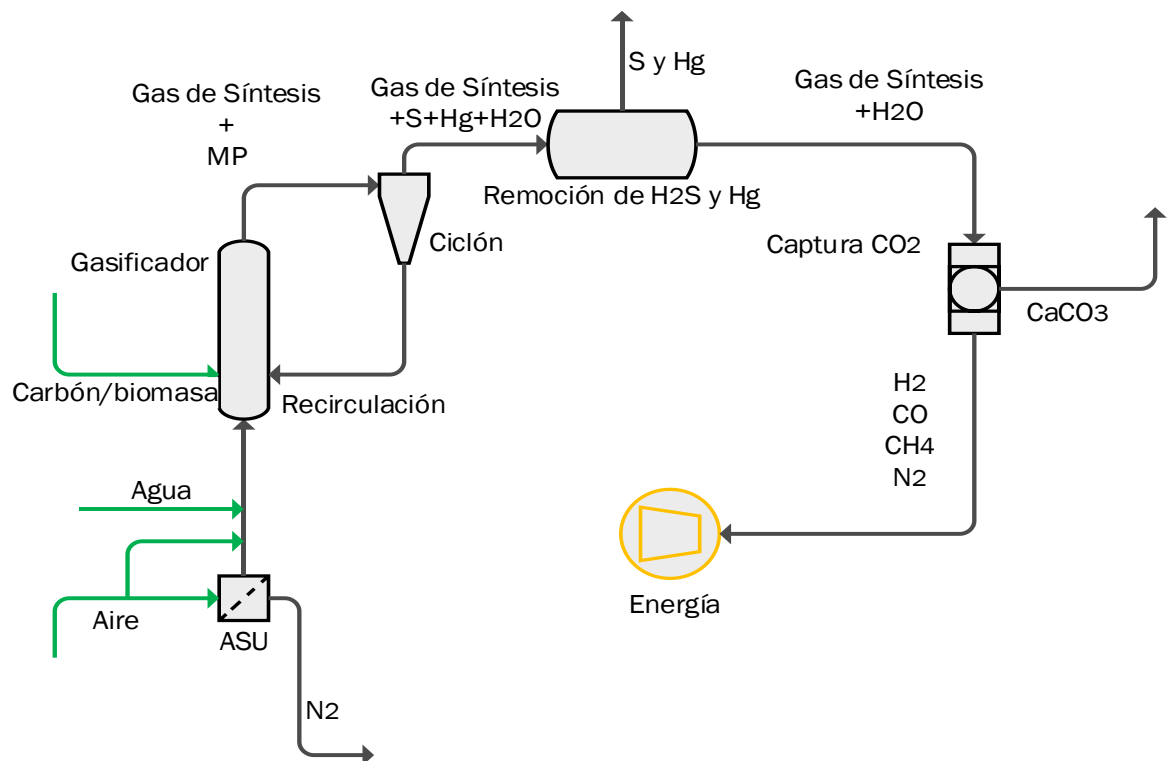 S y Hg
Gas de Síntesis
+
MP
Gas de Síntesis
+S+Hg+H2O
Gas de Síntesis
+H2O
Remoción de H2S y Hg
Ciclón
Gasificador
Captura CO2
CaCO3
Carbón/biomasa
Recirculación
H2
CO
CH4
N2
Agua
Aire
ASU
Energía
N2